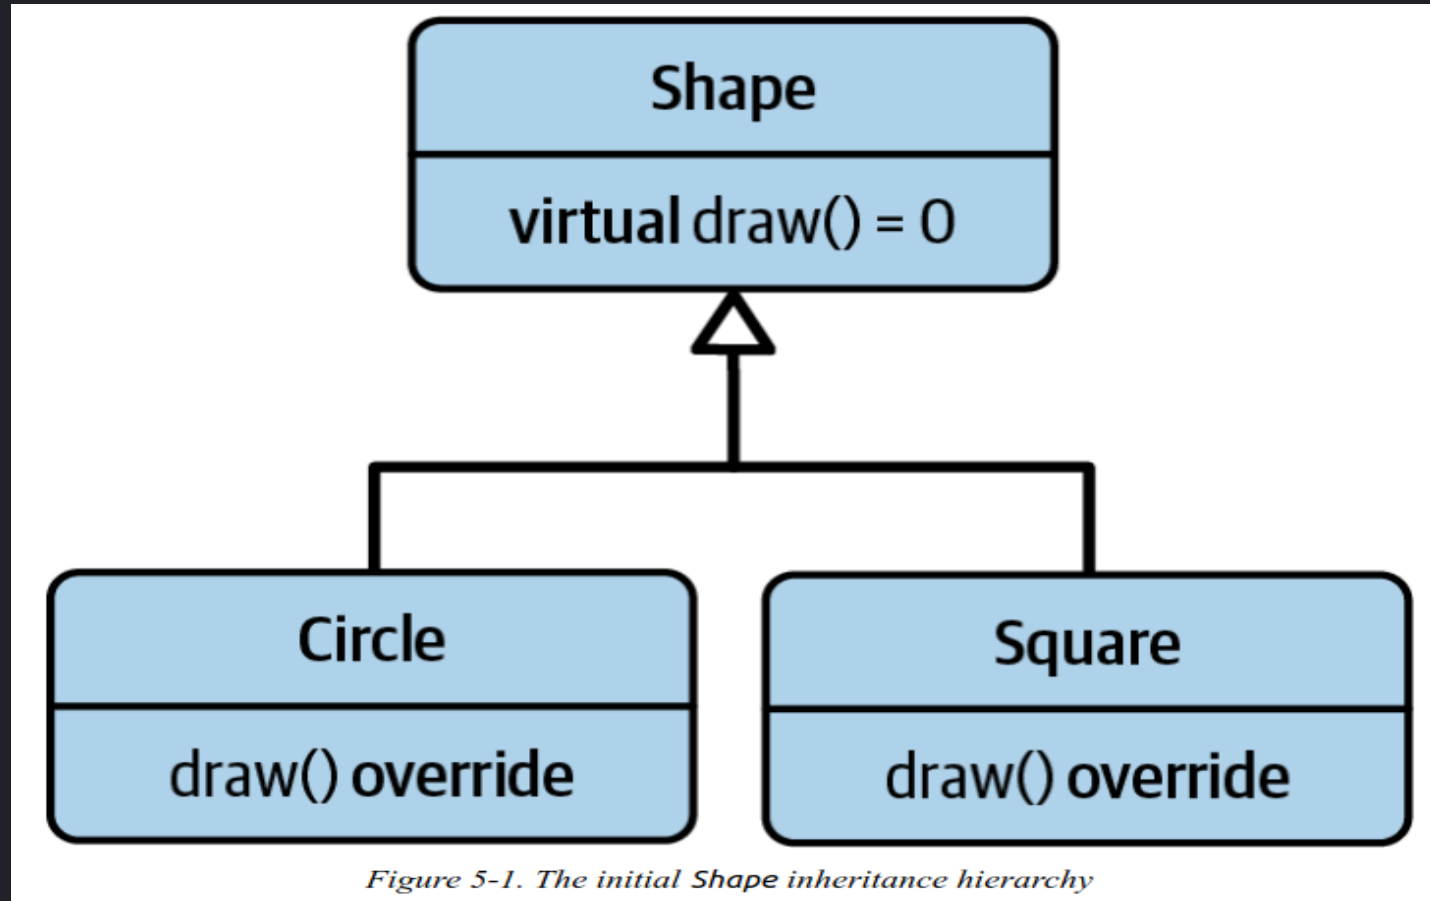 Shape
virtual draw() = 0
Circle
Square
draw() override
draw() override
Figure 5-1. The initial Shape inheritance hierarchy